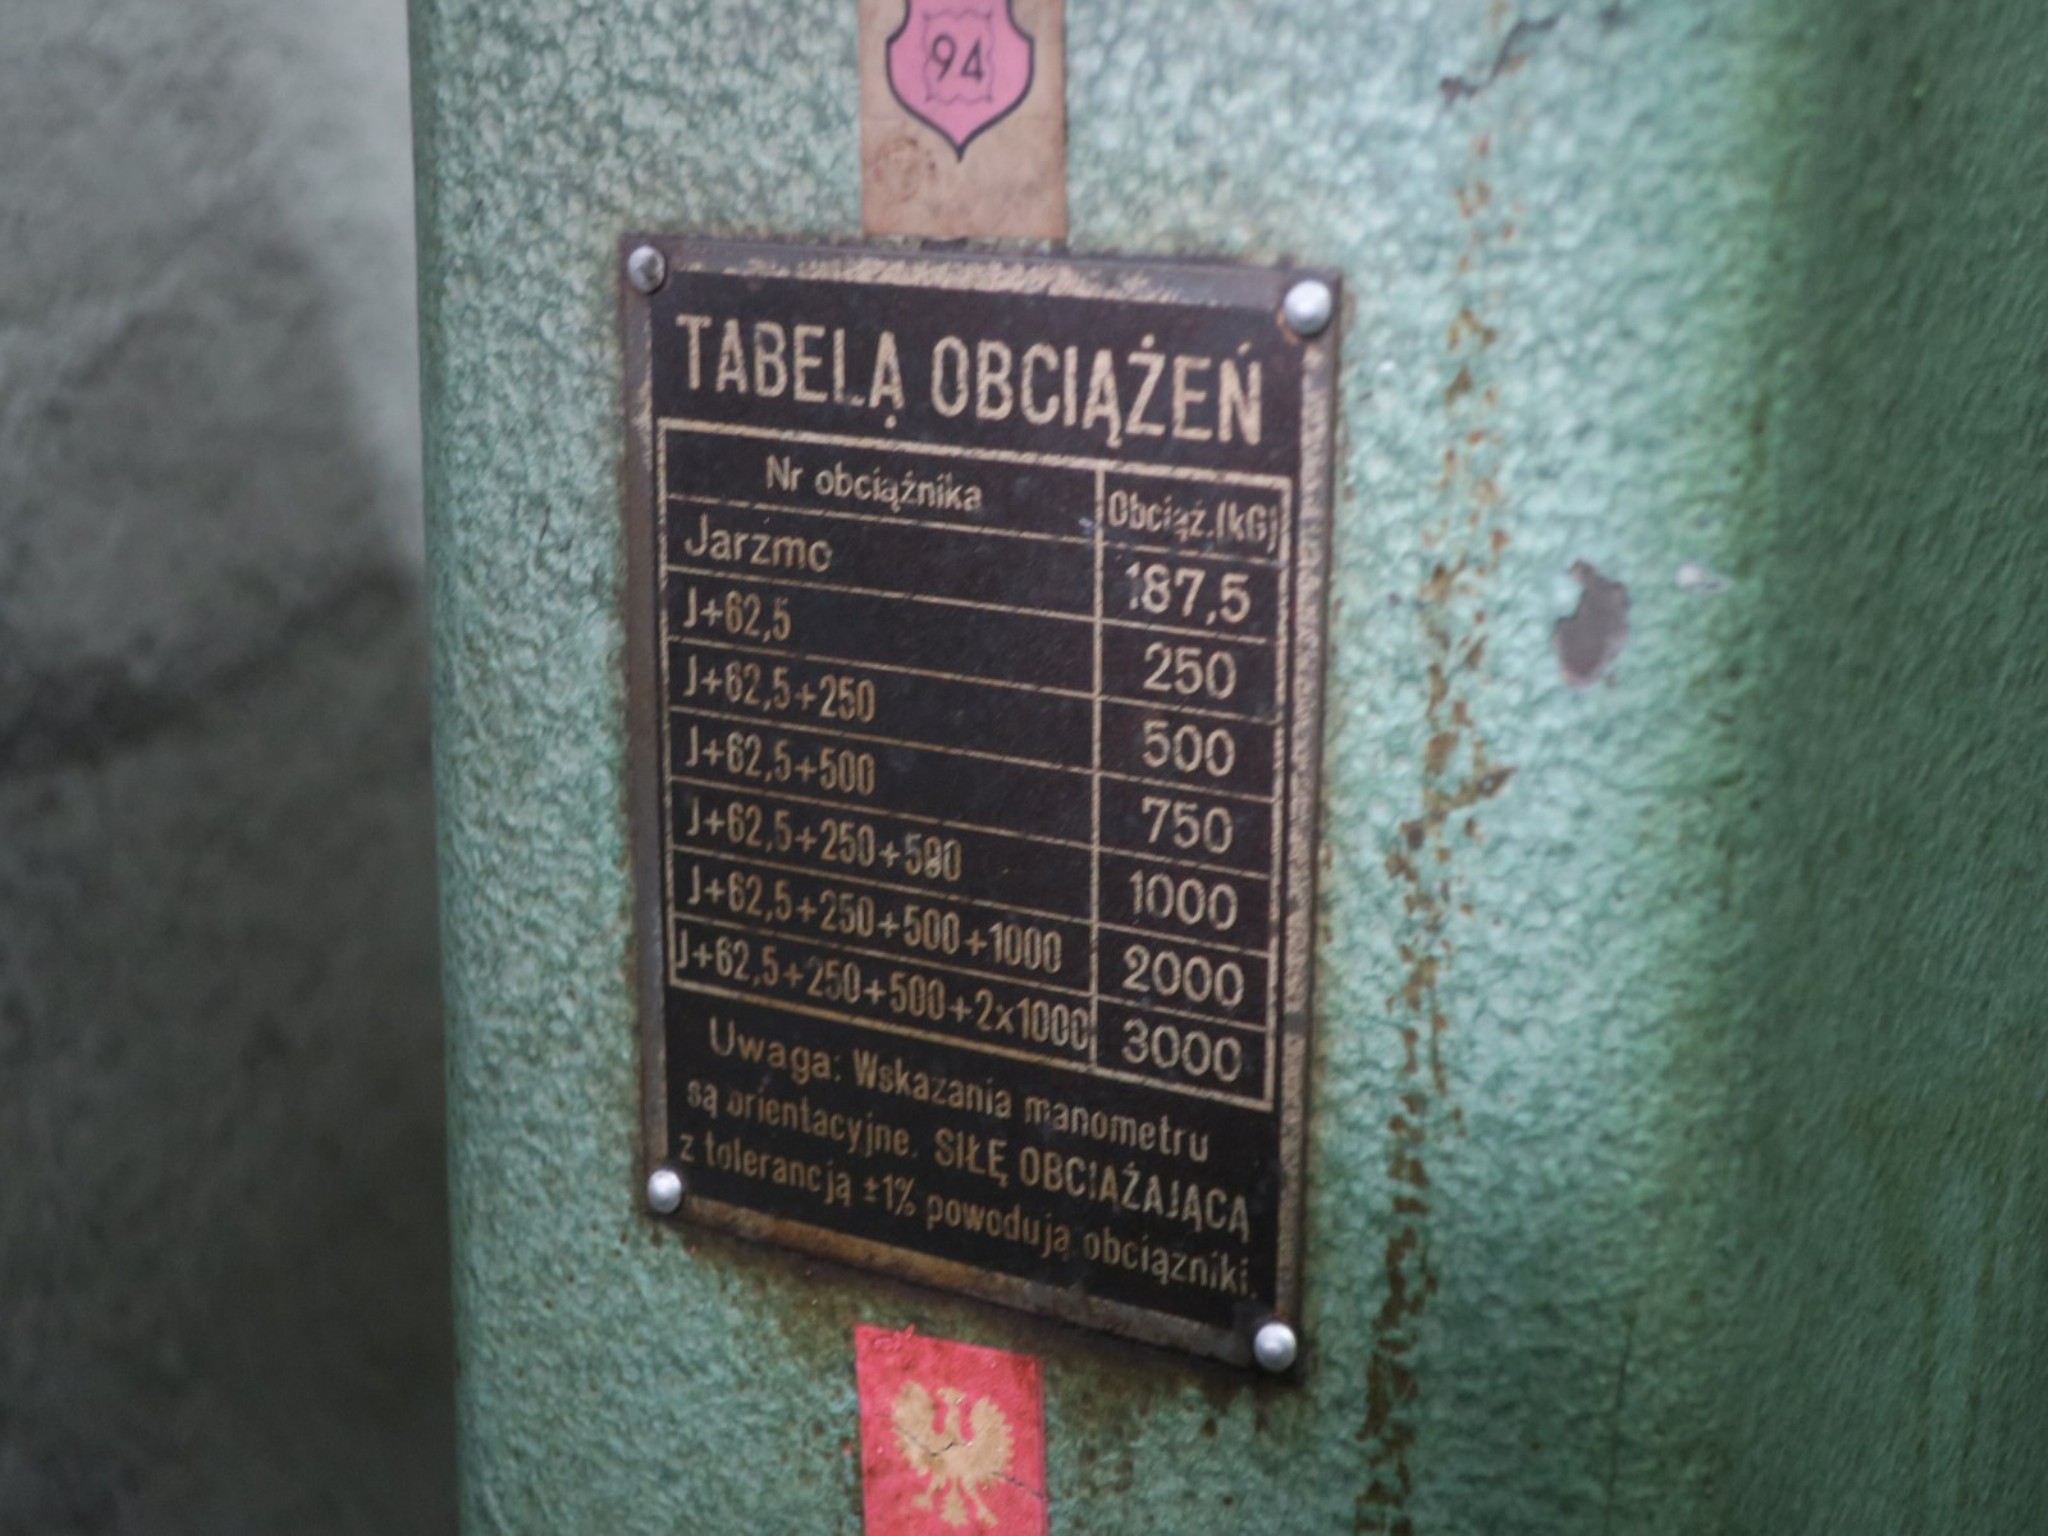 94
TABELA OBCIĄŻEŃ
Nr obciążnika Obciąż.(kG)
Jarzmo 187,5
J+62,5 250
J+62,5+250 500
J+62,5+500 750
J+62,5+250+500 1000
J+62,5+250+500+1000 2000
J+62,5+250+500+2x1000 3000
Uwaga: Wskazania manometru
są orientacyjne. SIŁĘ OBCIĄŻAJĄCĄ
z tolerancją ±1% powodują obciążniki.